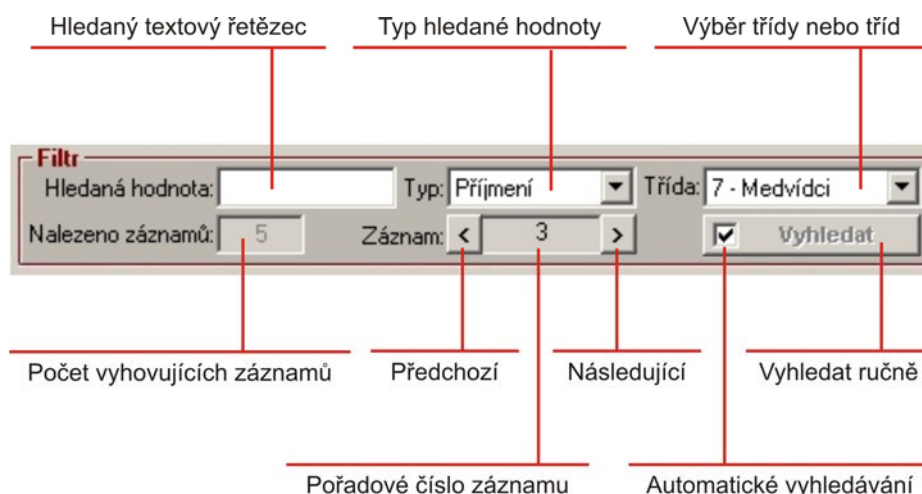 Hledaný textový řetězec
Typ hledané hodnoty
Výběr třídy nebo tříd
Filtr
Hledaná hodnota:
Typ: Příjmení
Třída: 7 - Medvídci
Nalezeno záznamů: 5
Záznam: < 3 >
Vyhledat
Počet vyhovujících záznamů
Předchozí
Následující
Vyhledat ručně
Pořadové číslo záznamu
Automatické vyhledávání